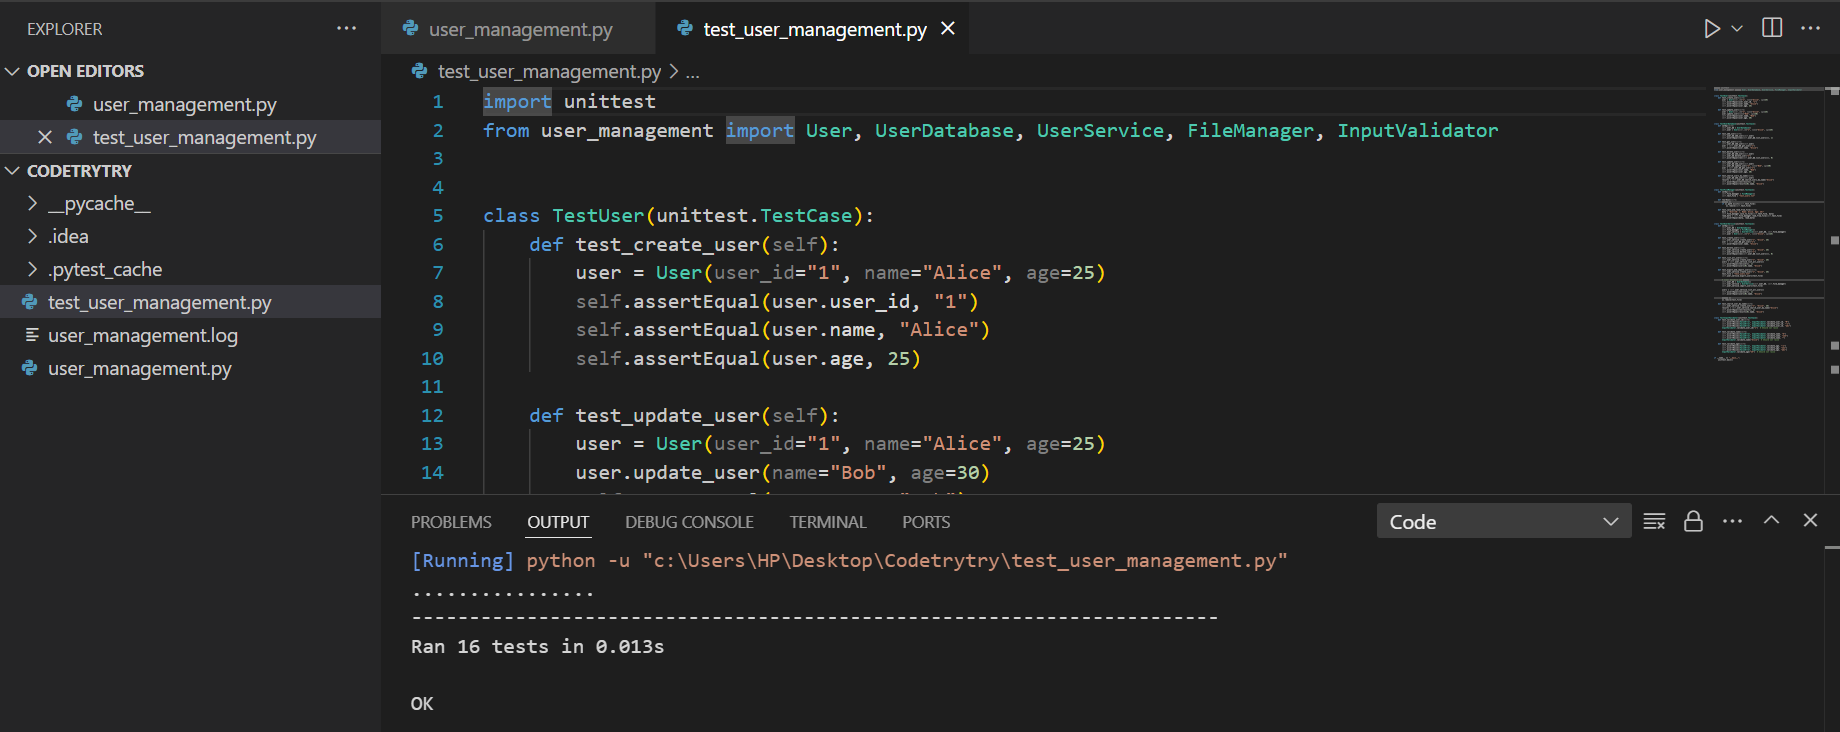 EXPLORER
OPEN EDITORS
user_management.py
test_user_management.py
CODETRYTRY
__pycache__
.idea
.pytest_cache
test_user_management.py
user_management.log
user_management.py
user_management.py
test_user_management.py
test_user_management.py > ...
1 import unittest
2 from user_management import User, UserDatabase, UserService, FileManager, InputValidator
3
4
5 class TestUser(unittest.TestCase):
6 def test_create_user(self):
7 user = User(user_id="1", name="Alice", age=25)
8 self.assertEqual(user.user_id, "1")
9 self.assertEqual(user.name, "Alice")
10 self.assertEqual(user.age, 25)
11
12 def test_update_user(self):
13 user = User(user_id="1", name="Alice", age=25)
14 user.update_user(name="Bob", age=30)
PROBLEMS OUTPUT DEBUG CONSOLE TERMINAL PORTS
Code
[Running] python -u "c:\Users\HP\Desktop\Codetrytry\test_user_management.py"
................
----------------------------------------------------------------------
Ran 16 tests in 0.013s
OK